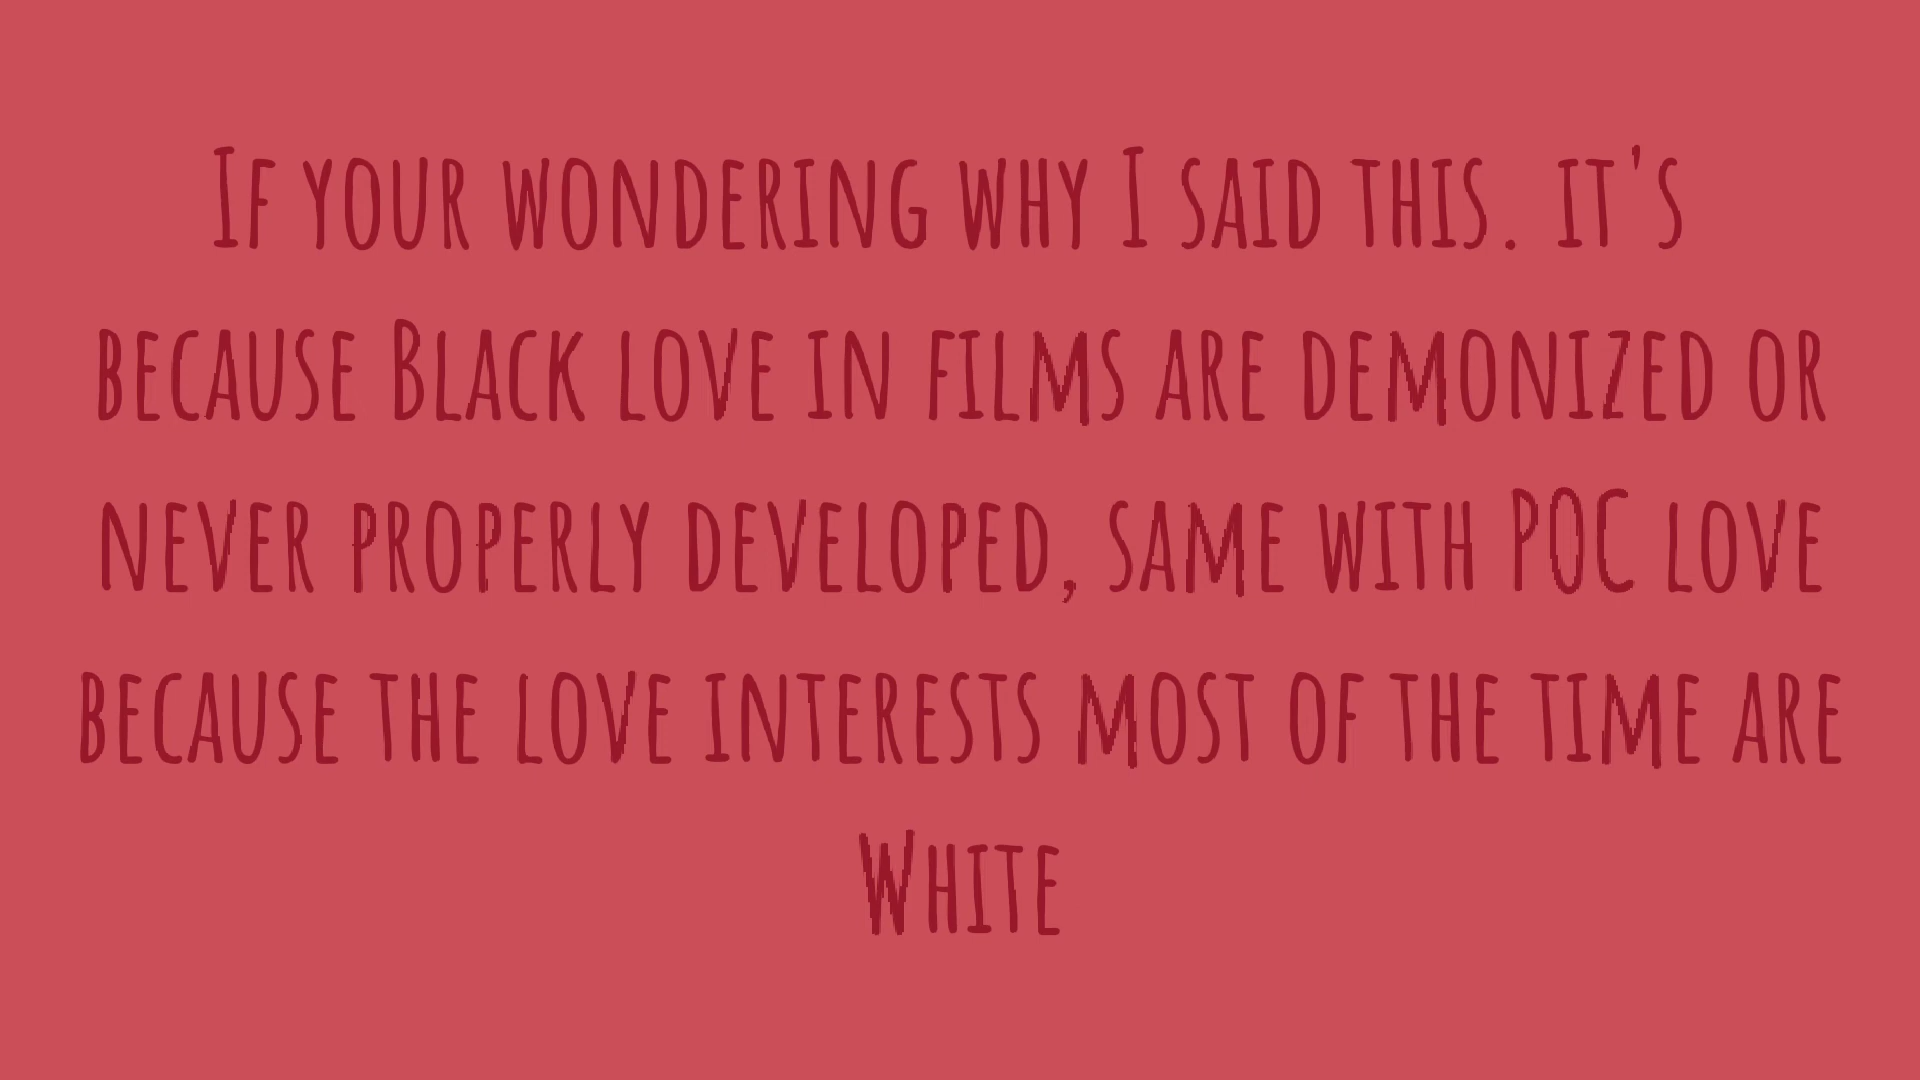 If your wondering why I said this. it's
because Black love in films are demonized or
never properly developed, same with POC love
because the love interests most of the time are
White